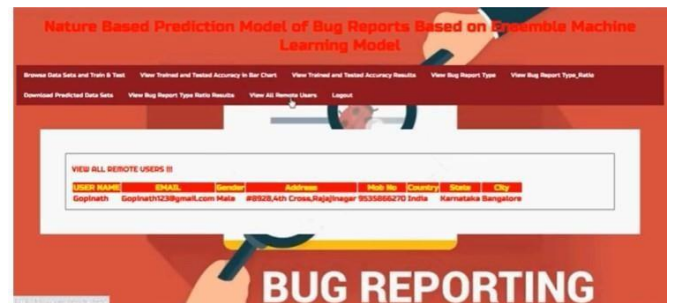 Nature Based Prediction Model of Bug Reports Based on Ensemble Machine
Learning Model
Browse Data Sets and Train & Test View Trained and Tested Accuracy in Bar Chart View Trained and Tested Accuracy Results View Bug Report Type View Bug Report Type_Ratio
Download Predicted Data Sets View Bug Report Type Ratio Results View All Remote Users Logout
VIEW ALL REMOTE USERS !!!
USER NAME EMAIL Gender Address Mob No Country State City
Gopinath Gopinath123@gmail.com Male #8928,4th Cross,Rajajinagar 9535866270 India Karnataka Bangalore
BUG REPORTING